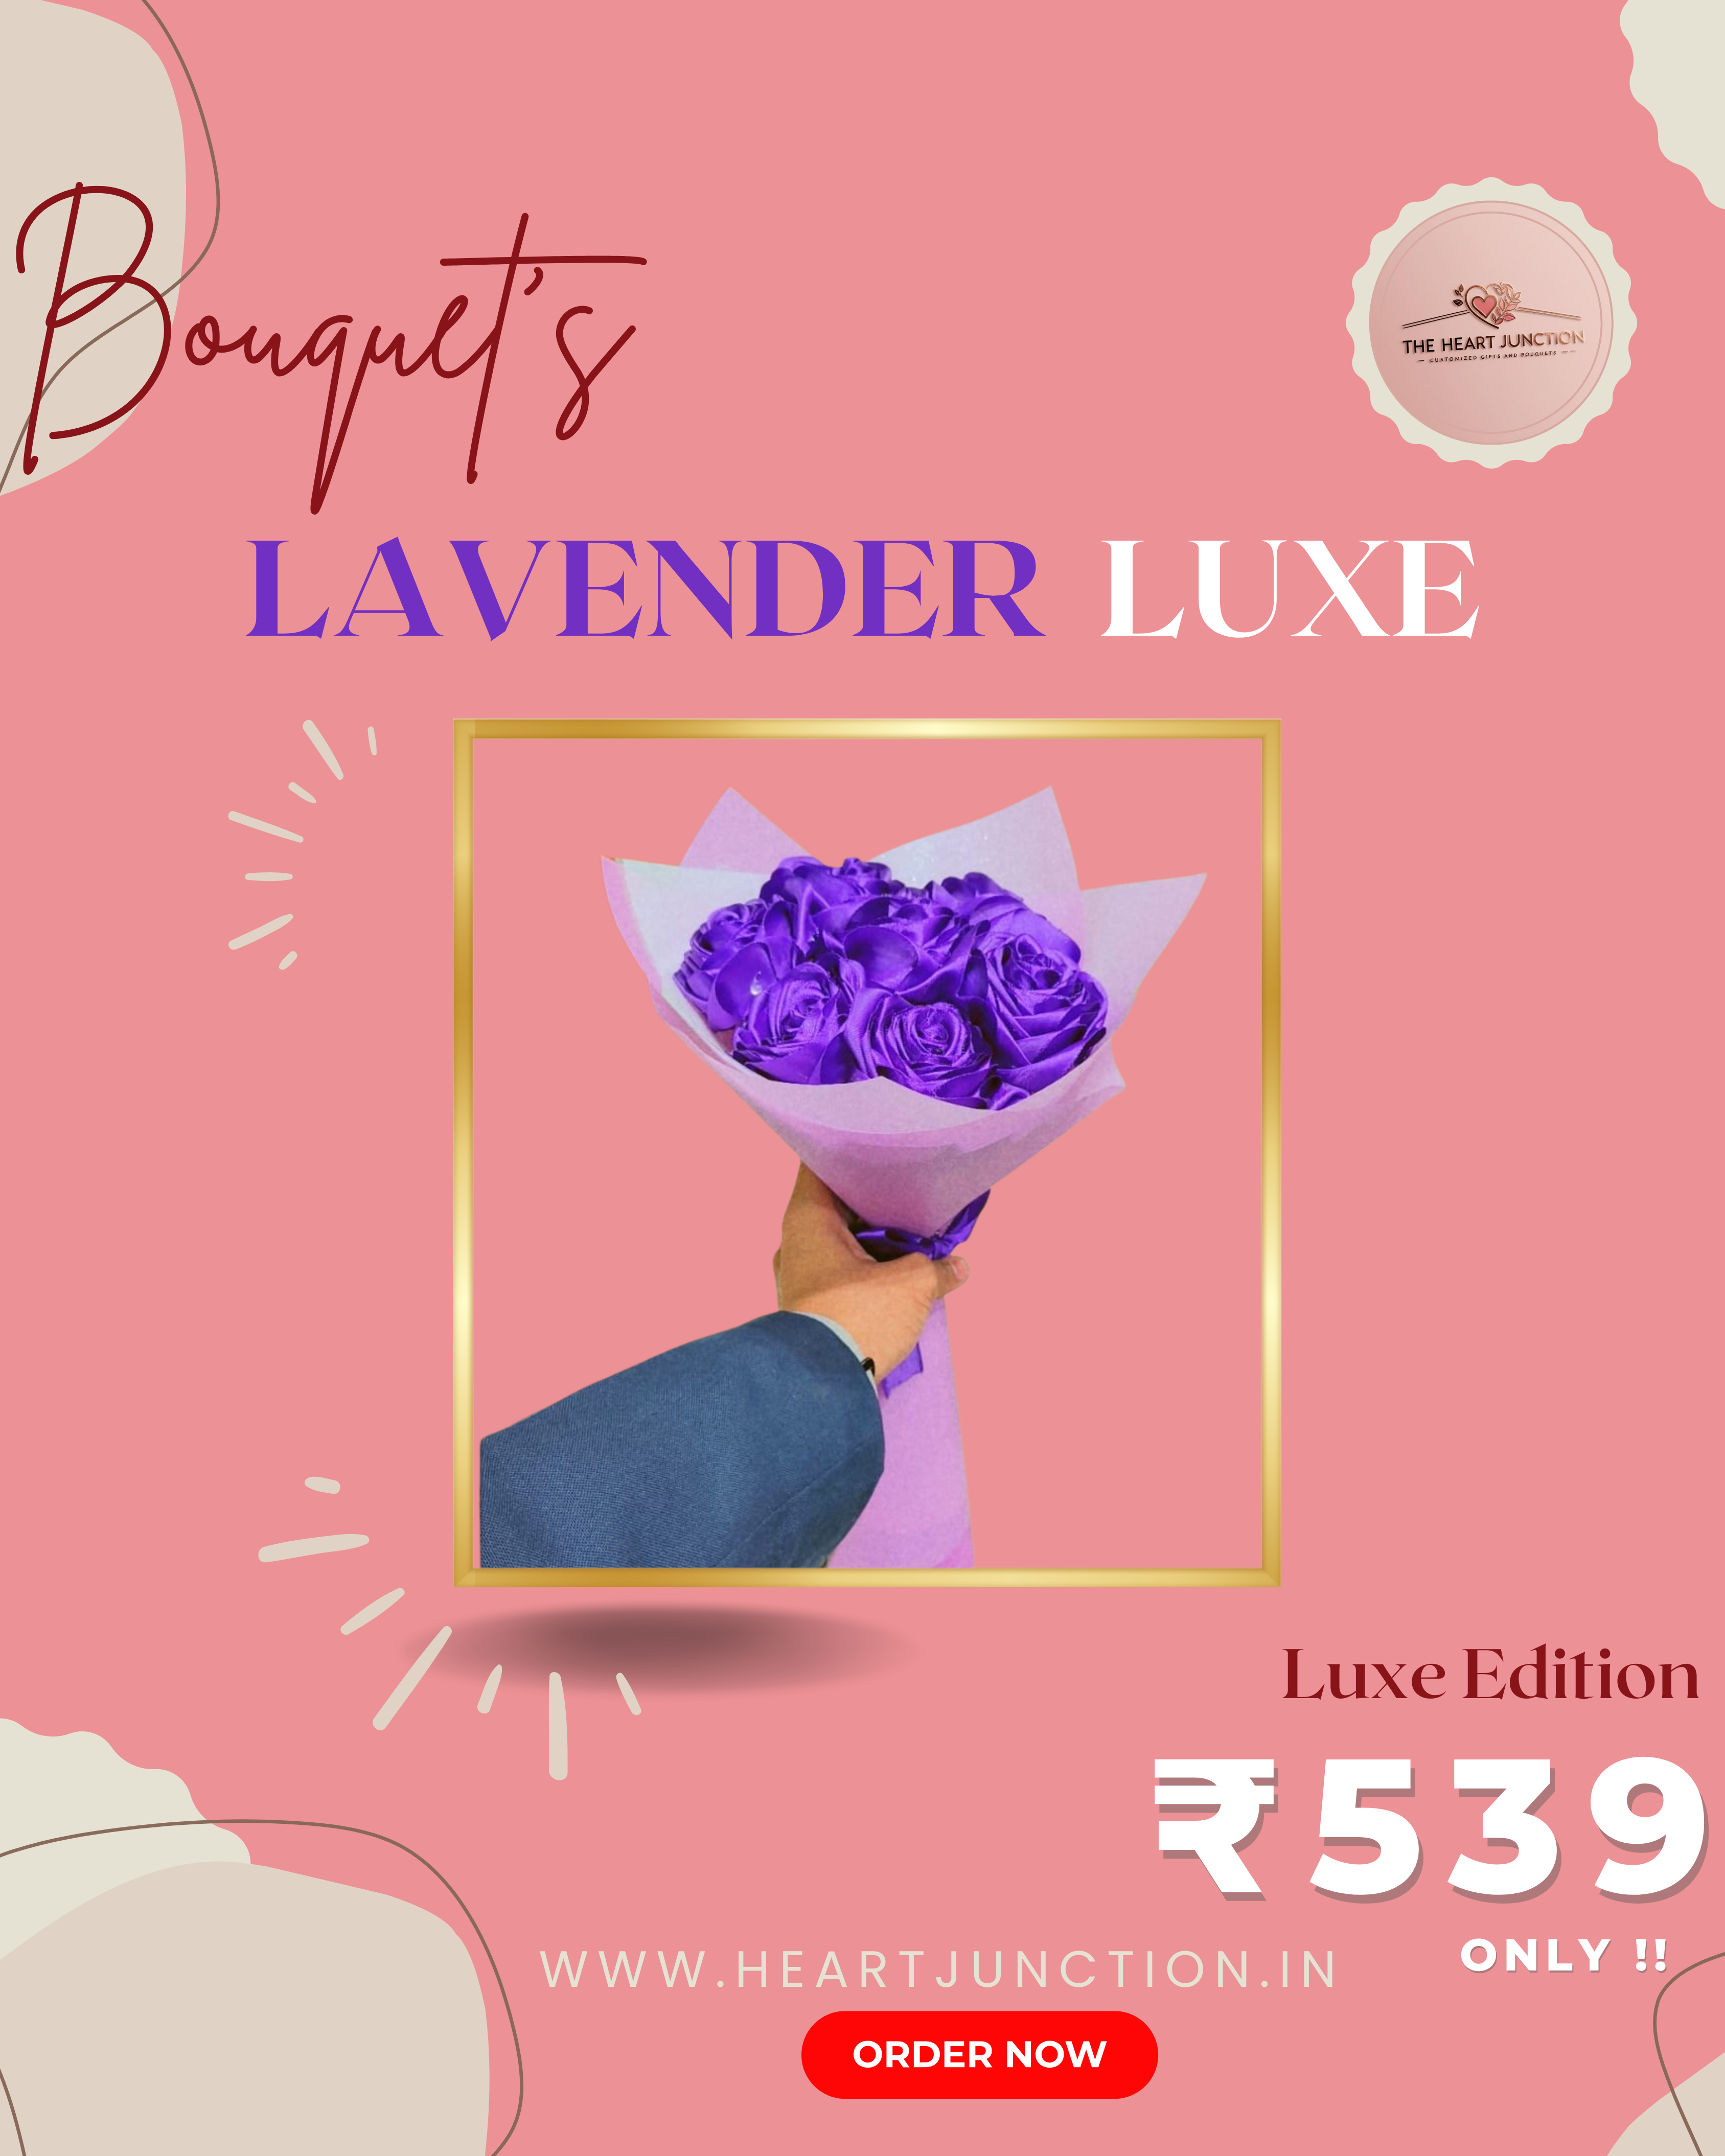 Bouquet's
THE HEART JUNCTION
— CUSTOMIZED GIFTS AND BOUQUETS —
LAVENDER LUXE
Luxe Edition
₹539
ONLY !!
WWW.HEARTJUNCTION.IN
ORDER NOW